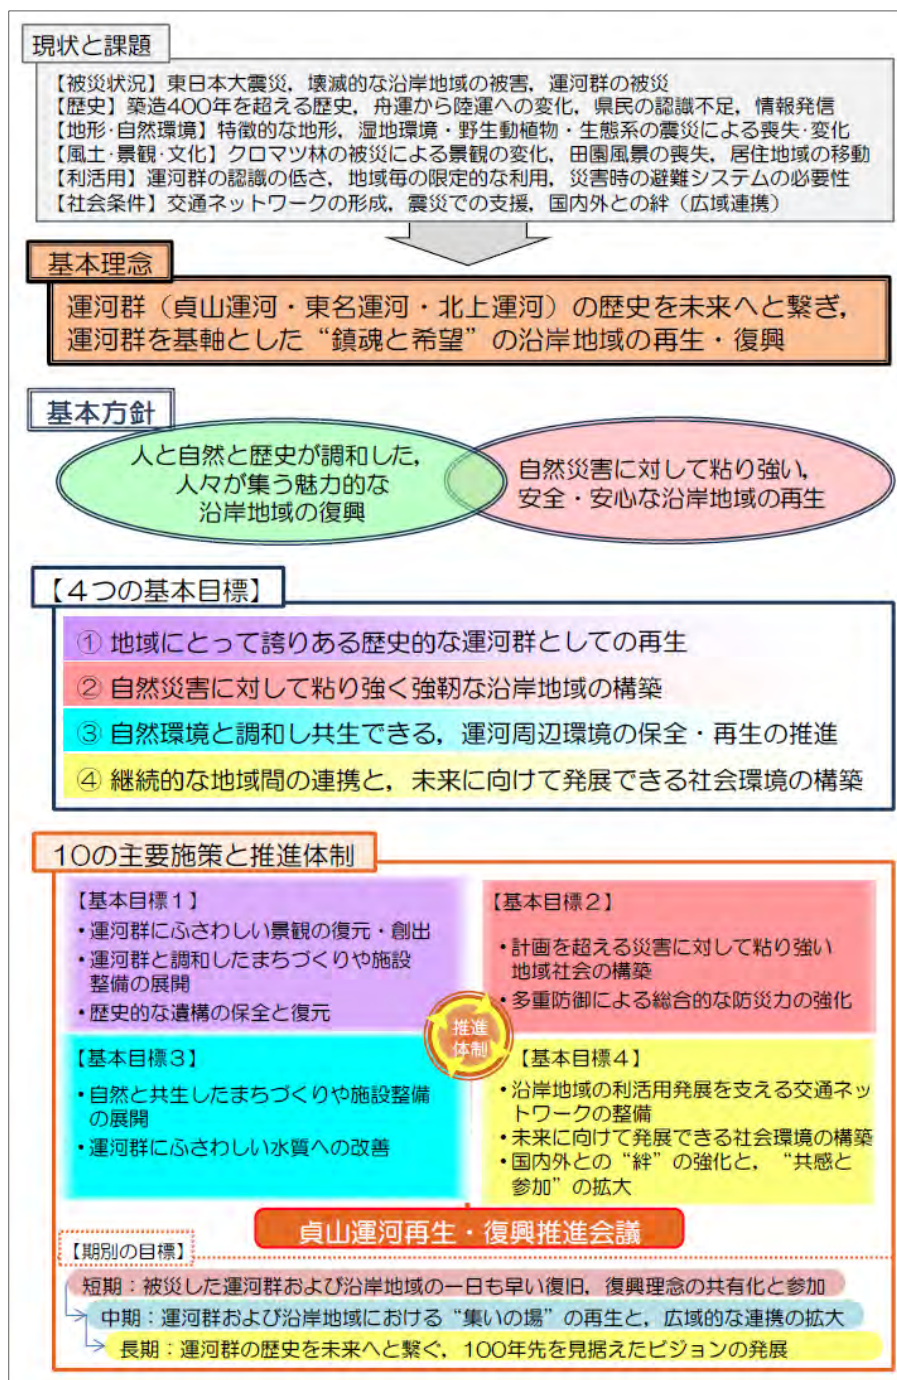 現状と課題
【被災状況】東日本大震災，壊滅的な沿岸地域の被害，運河群の被災
【歴史】築造400年を超える歴史，舟運から陸運への変化，県民の認識不足，情報発信
【地形・自然環境】特徴的な地形，湿地環境・野生動植物・生態系の震災による喪失・変化
【風土・景観・文化】クロマツ林の被災による景観の変化，田園風景の喪失，居住地域の移動
【利活用】運河群の認識の低さ，地域毎の限定的な利用，災害時の避難システムの必要性
【社会条件】交通ネットワークの形成，震災での支援，国内外との絆（広域連携）
基本理念
運河群（貞山運河・東名運河・北上運河）の歴史を未来へと繋ぎ，
運河群を基軸とした“鎮魂と希望”の沿岸地域の再生・復興
基本方針
人と自然と歴史が調和した，
人々が集う魅力的な
沿岸地域の復興
自然災害に対して粘り強い，
安全・安心な沿岸地域の再生
【４つの基本目標】
① 地域にとって誇りある歴史的な運河群としての再生
② 自然災害に対して粘り強く強靭な沿岸地域の構築
③ 自然環境と調和し共生できる，運河周辺環境の保全・再生の推進
④ 継続的な地域間の連携と，未来に向けて発展できる社会環境の構築
10の主要施策と推進体制
【基本目標１】
・運河群にふさわしい景観の復元・創出
・運河群と調和したまちづくりや施設
整備の展開
・歴史的な遺構の保全と復元
【基本目標２】
・計画を超える災害に対して粘り強い
地域社会の構築
・多重防御による総合的な防災力の強化
推進
体制
【基本目標３】
・自然と共生したまちづくりや施設整備
の展開
・運河群にふさわしい水質への改善
【基本目標４】
・沿岸地域の利活用発展を支える交通ネッ
トワークの整備
・未来に向けて発展できる社会環境の構築
・国内外との“絆”の強化と，“共感と
参加”の拡大
貞山運河再生・復興推進会議
【期別の目標】
短期：被災した運河群および沿岸地域の一日も早い復旧，復興理念の共有化と参加
中期：運河群および沿岸地域における“集いの場”の再生と，広域的な連携の拡大
長期：運河群の歴史を未来へと繋ぐ，100年先を見据えたビジョンの発展